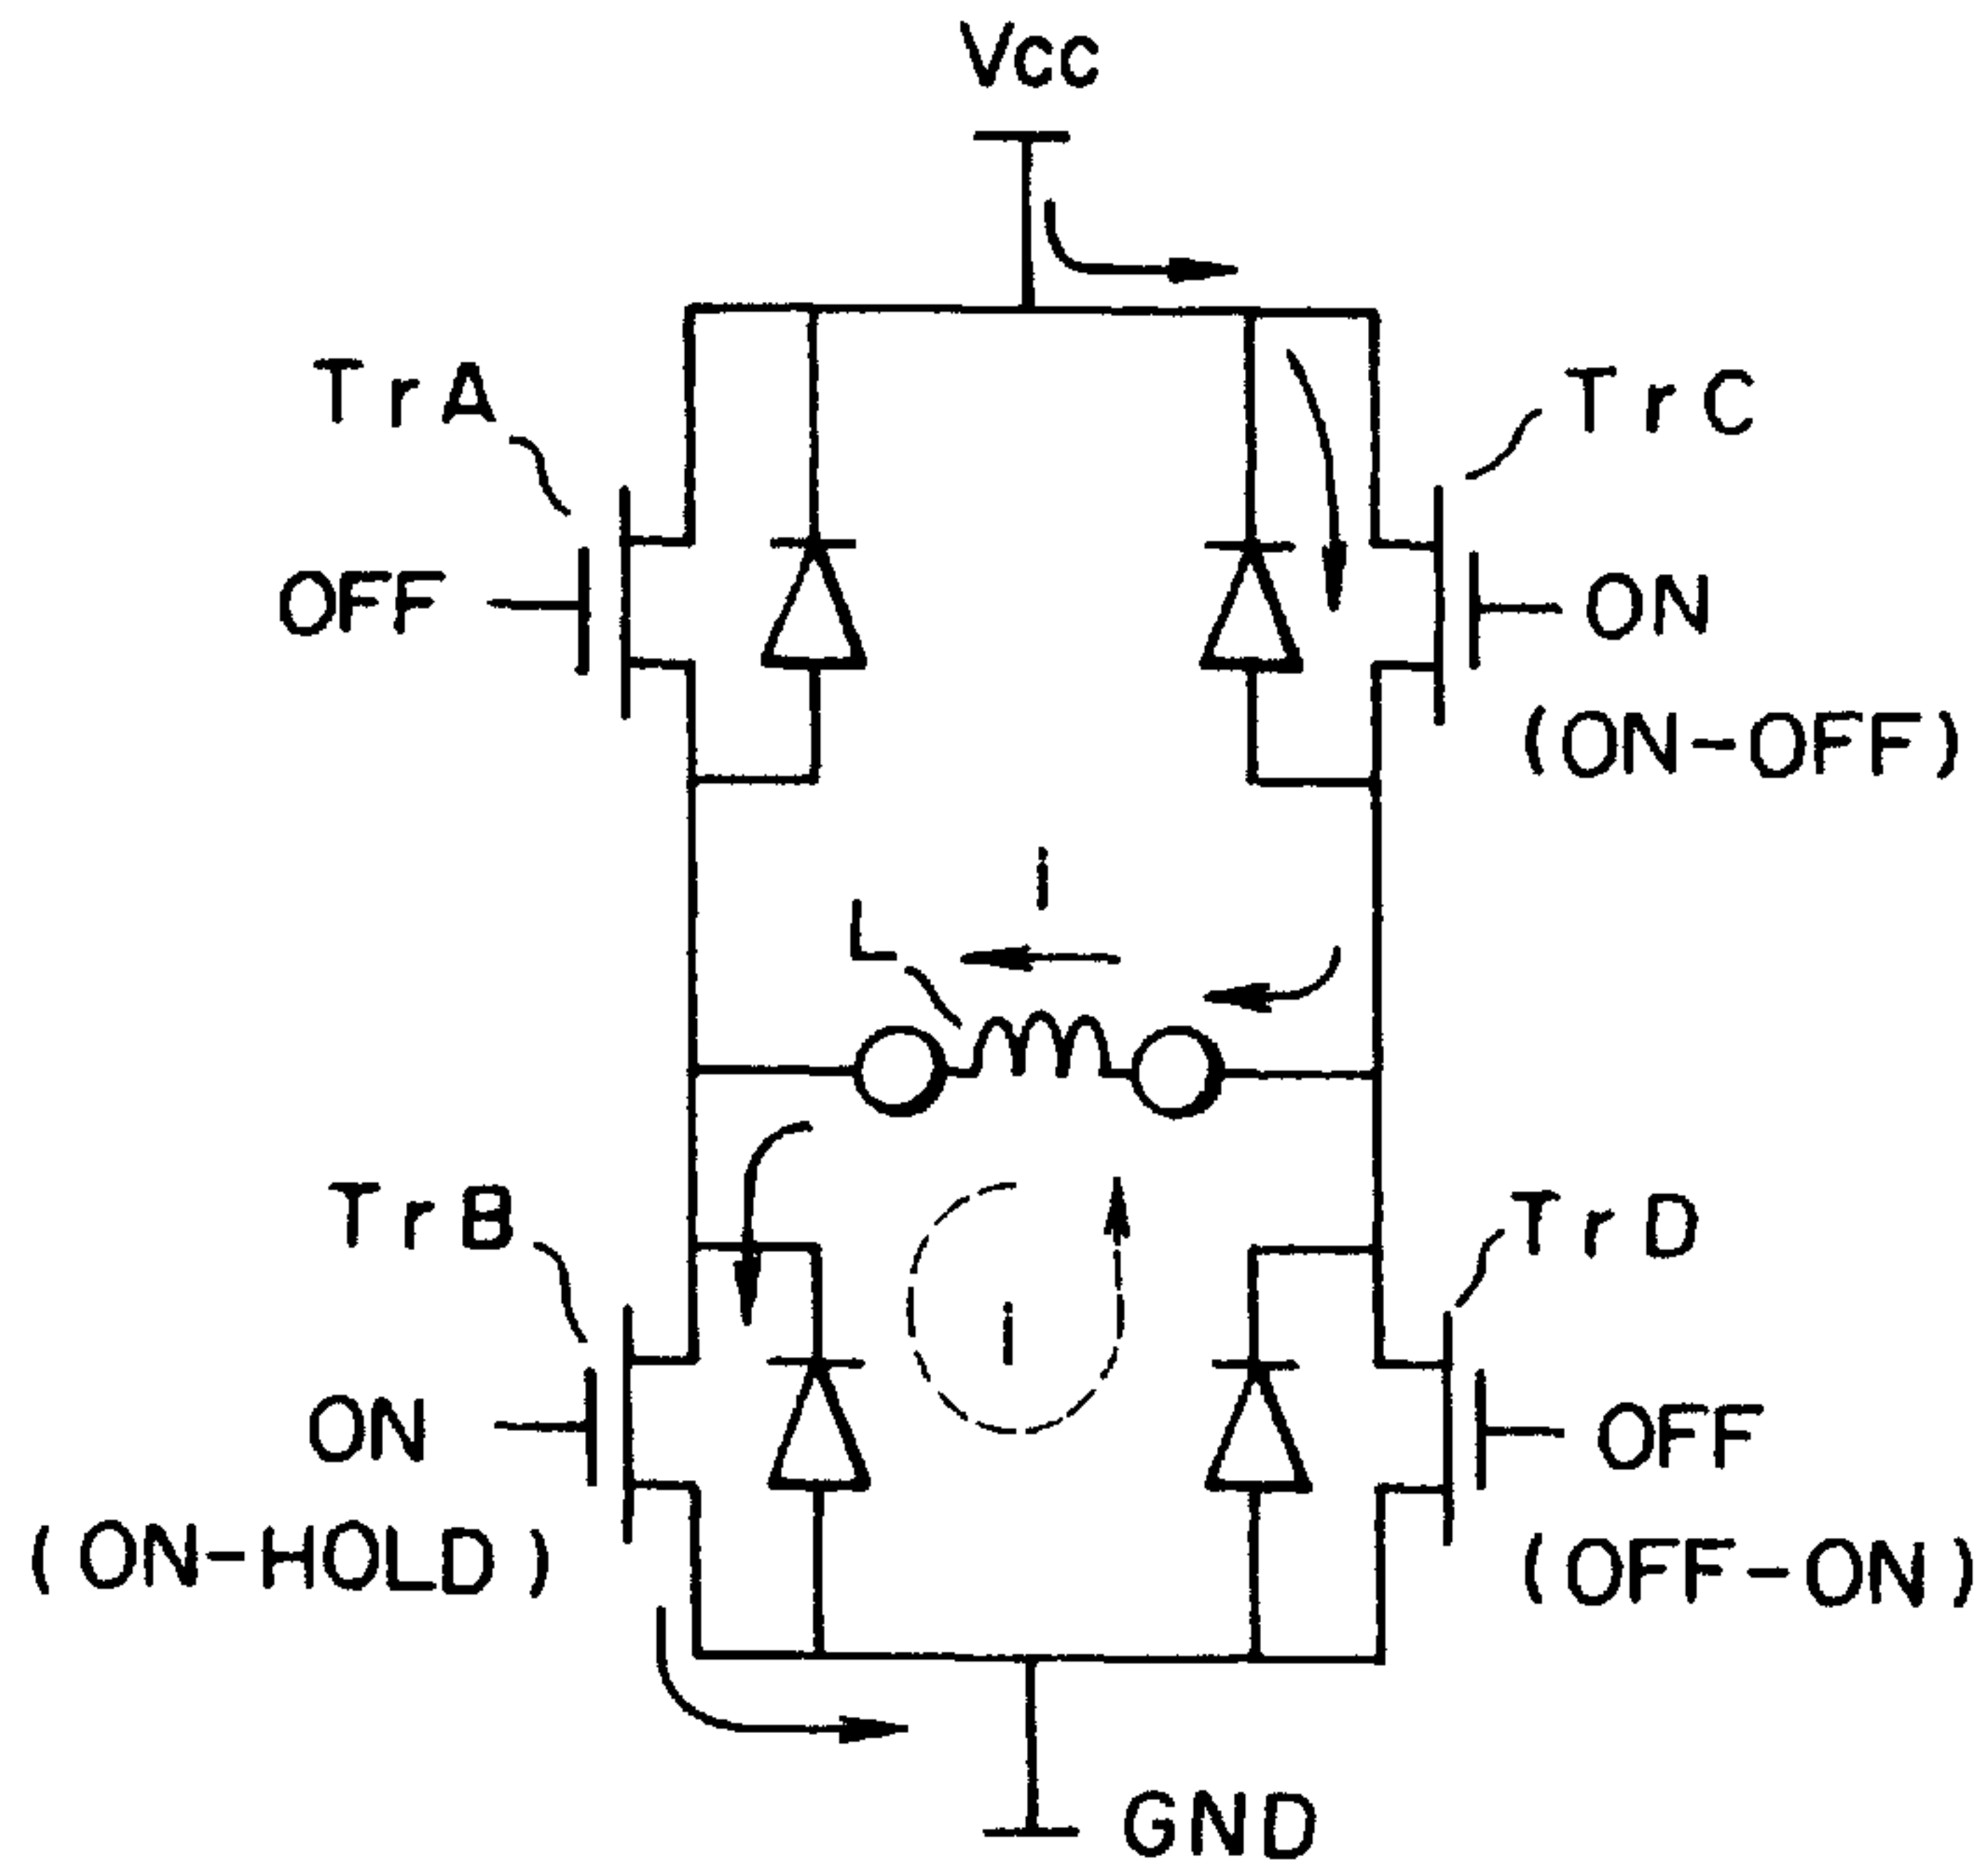 Vcc
TrA
TrC
OFF
ON
(ON-OFF)
i
L
TrB
TrD
i
ON
OFF
(ON-HOLD)
(OFF-ON)
GND